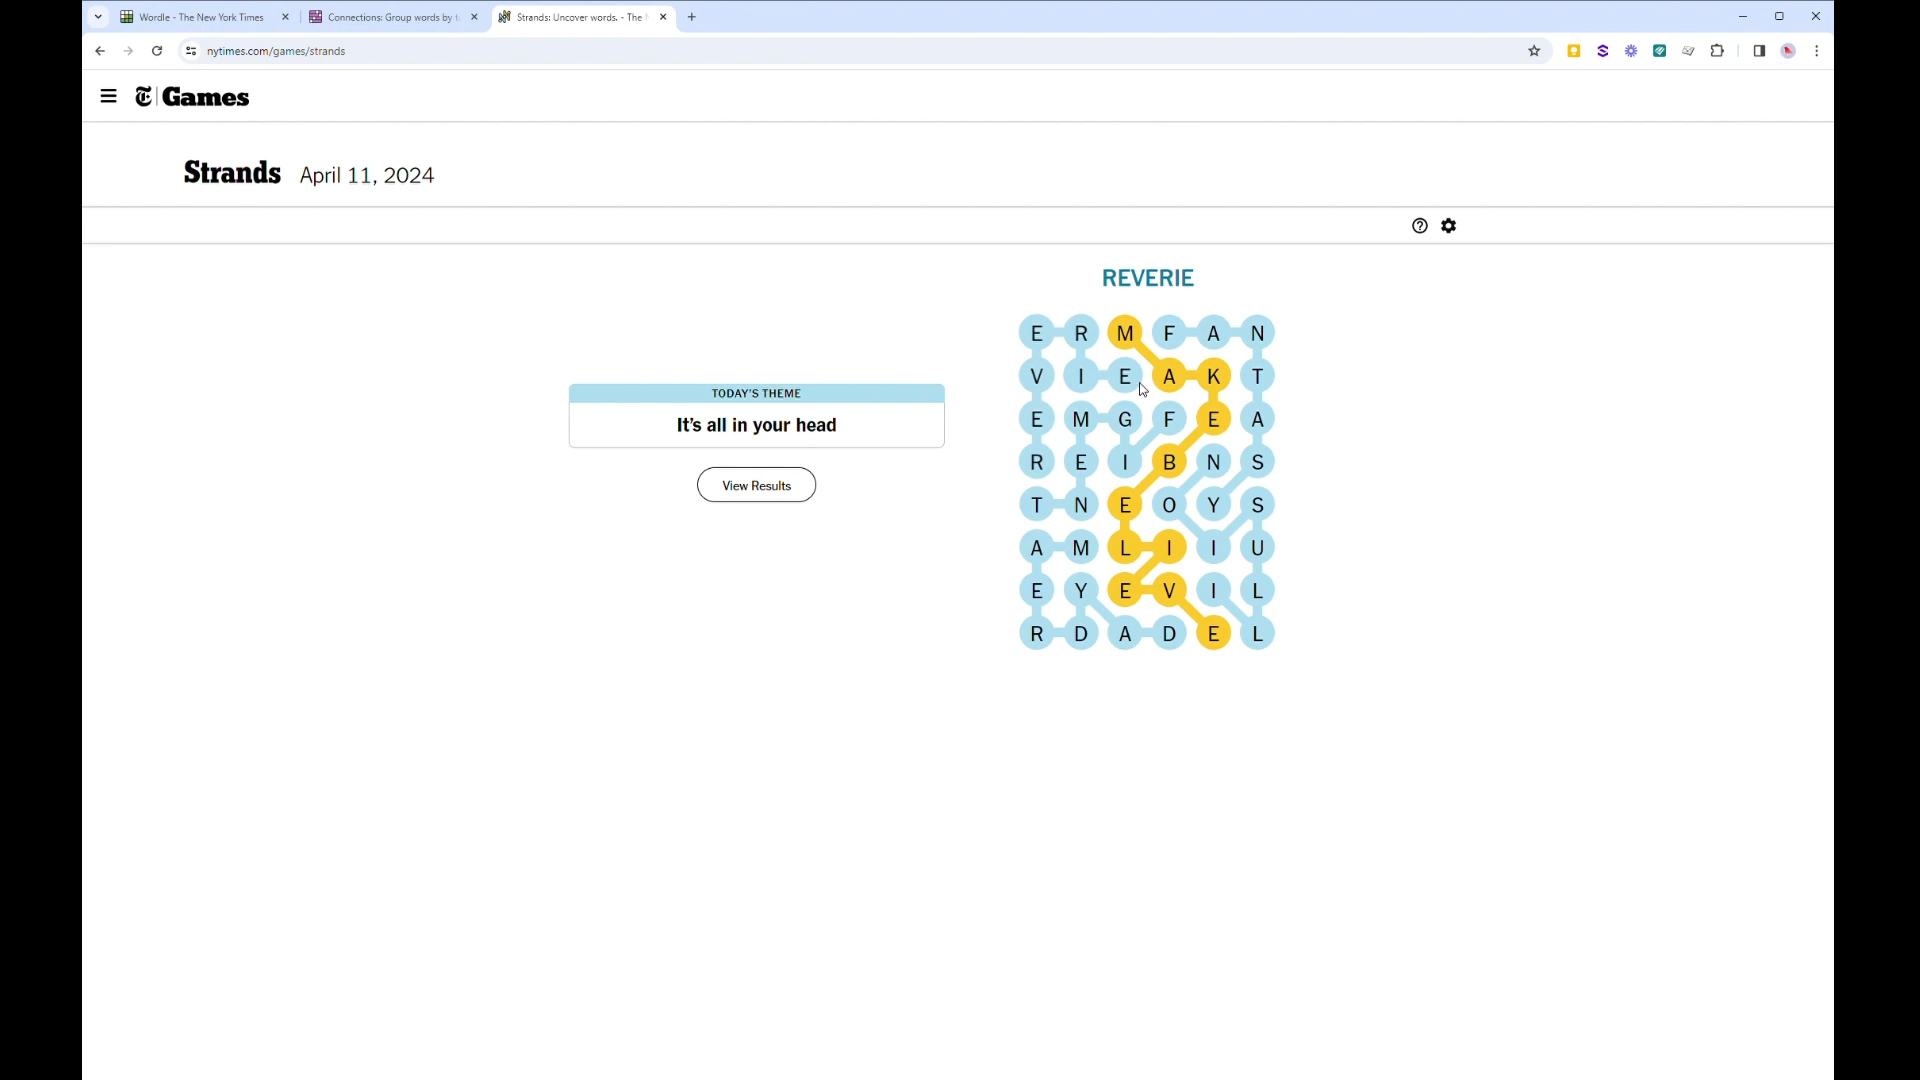 Wordle - The New York Times
Connections: Group words by t
Strands: Uncover words. - The N
nytimes.com/games/strands
T Games
Strands April 11, 2024
REVERIE
TODAY'S THEME
It's all in your head
View Results
E R M F A N
V I E A K T
E M G F E A
R E I B N S
T N E O Y S
A M L I I U
E Y E V I L
R D A D E L